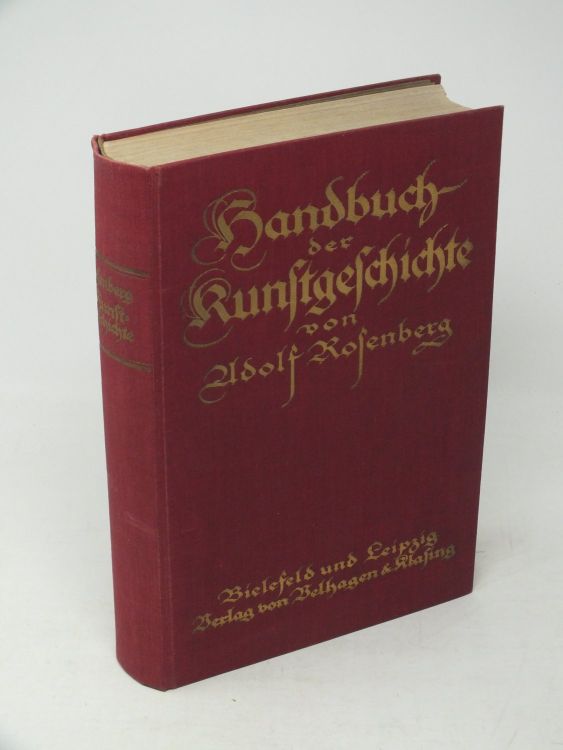 Handbuch
der
Kunstgeschichte
von
Adolf Rosenberg
Bielefeld und Leipzig
Verlag von Velhagen & Klasing